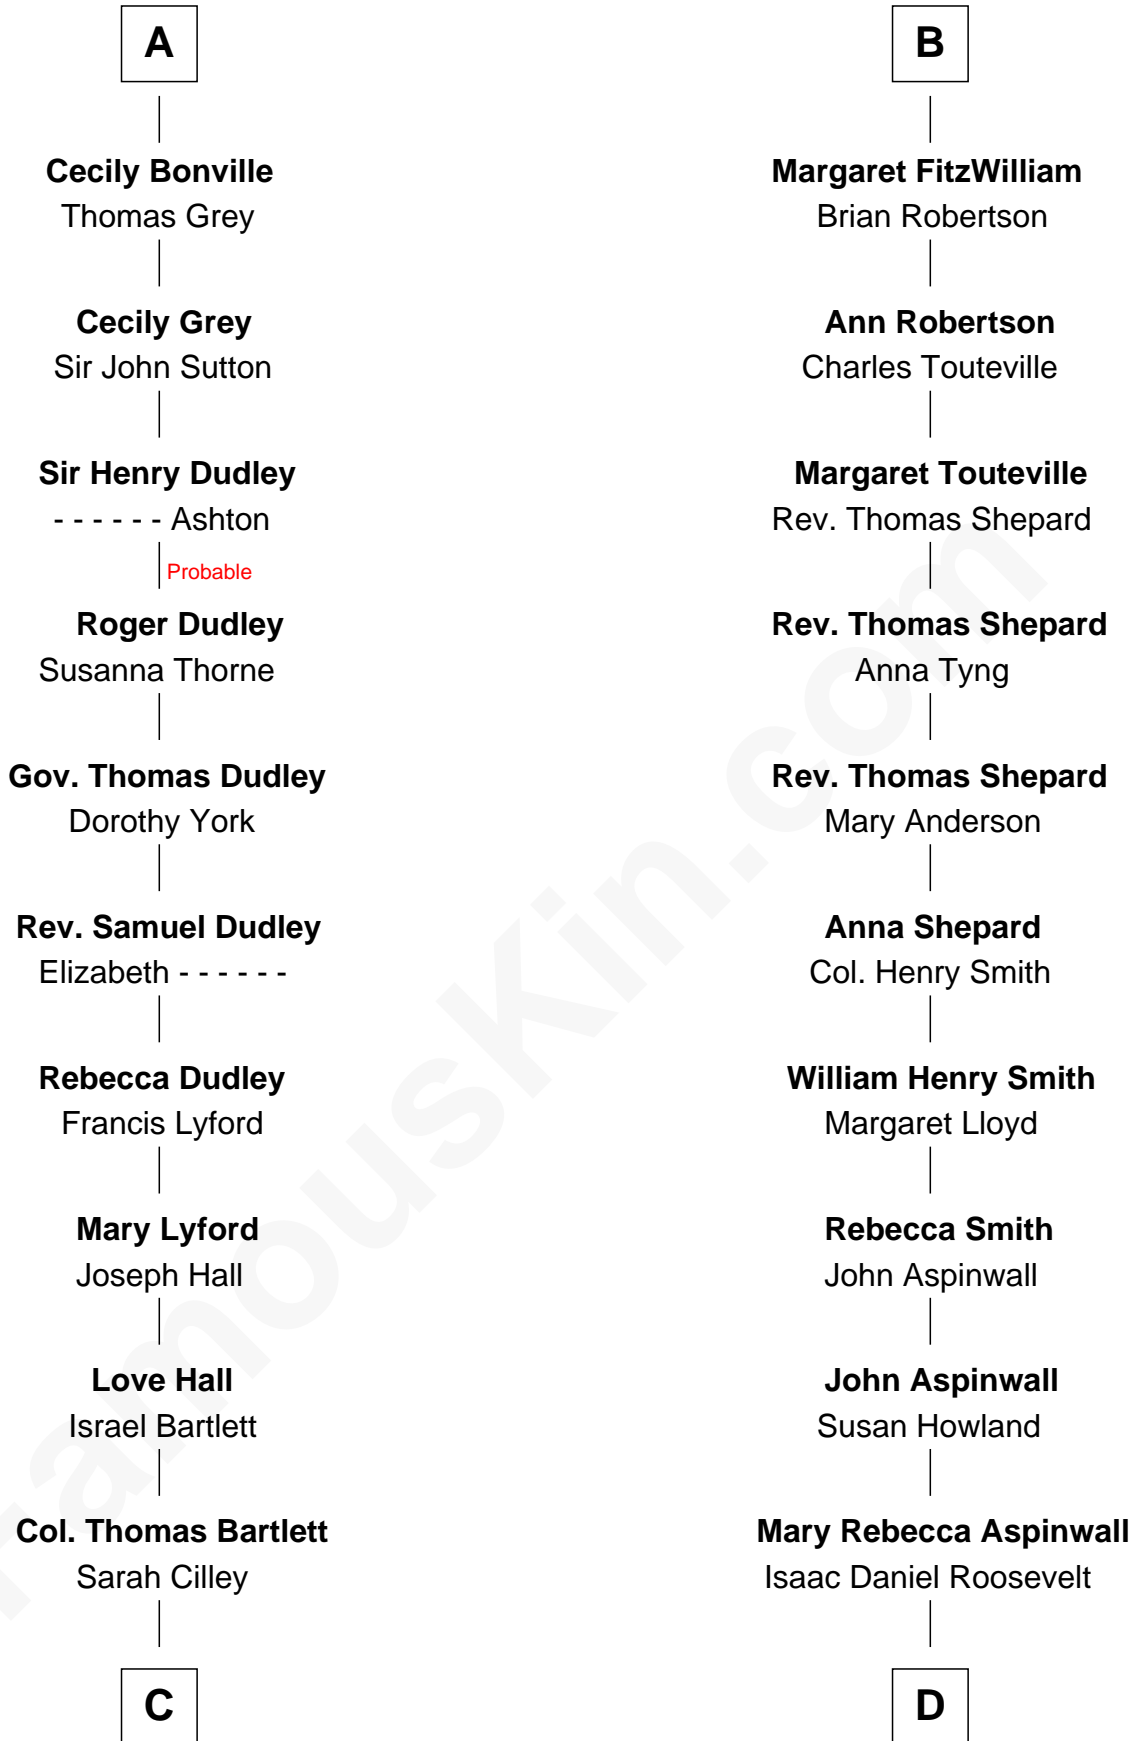 A
Cecily Bonville
Thomas Grey
Cecily Grey
Sir John Sutton
Sir Henry Dudley
- - - - - - Ashton
Probable
Roger Dudley
Susanna Thorne
Gov. Thomas Dudley
Dorothy York
Rev. Samuel Dudley
Elizabeth - - - - - -
Rebecca Dudley
Francis Lyford
Mary Lyford
Joseph Hall
Love Hall
Israel Bartlett
Col. Thomas Bartlett
Sarah Cilley
C
B
Margaret FitzWilliam
Brian Robertson
Ann Robertson
Charles Touteville
Margaret Touteville
Rev. Thomas Shepard
Rev. Thomas Shepard
Anna Tyng
Rev. Thomas Shepard
Mary Anderson
Anna Shepard
Col. Henry Smith
William Henry Smith
Margaret Lloyd
Rebecca Smith
John Aspinwall
John Aspinwall
Susan Howland
Mary Rebecca Aspinwall
Isaac Daniel Roosevelt
D
FamousKin.com